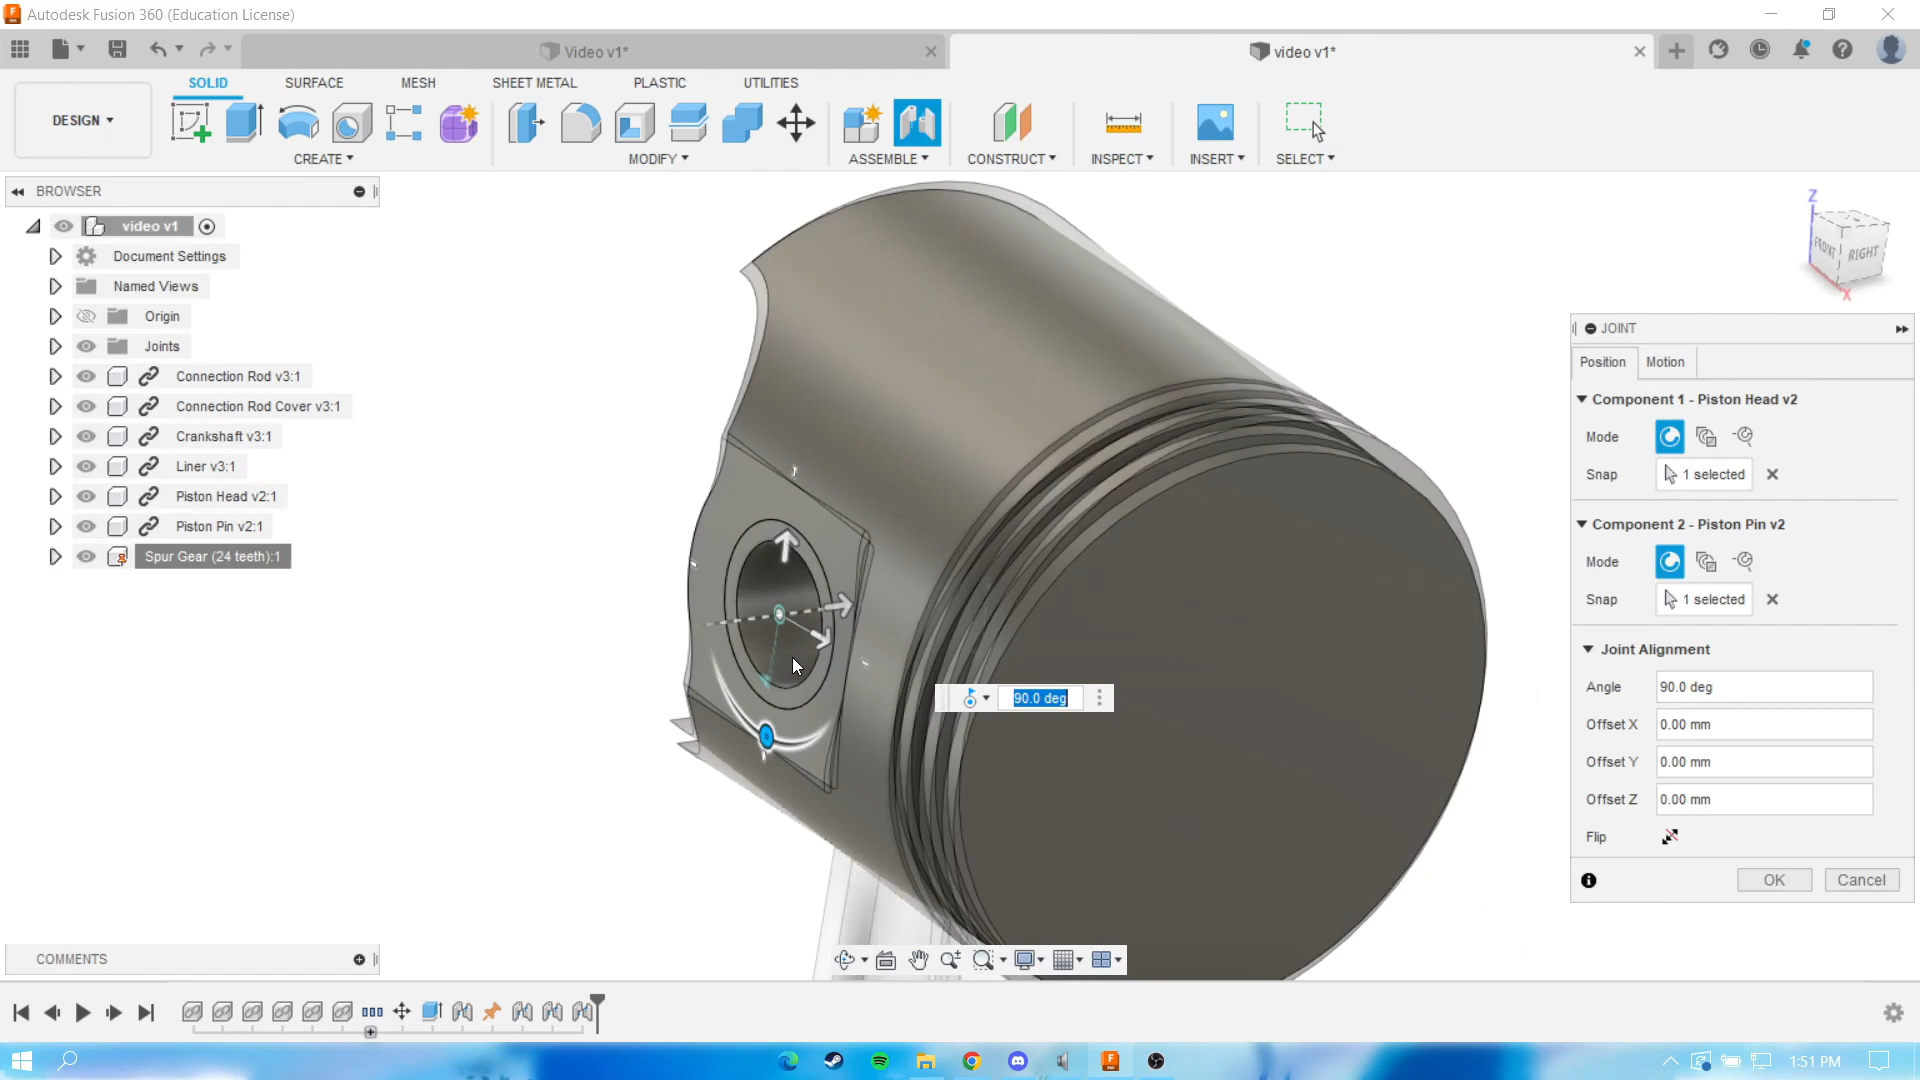 Autodesk Fusion 360 (Education License)
Video v1*
video v1*
SOLID
SURFACE
MESH
SHEET METAL
PLASTIC
UTILITIES
DESIGN
CREATE
MODIFY
ASSEMBLE
CONSTRUCT
INSPECT
INSERT
SELECT
BROWSER
video v1
Document Settings
Named Views
Origin
Joints
Connection Rod v3:1
Connection Rod Cover v3:1
Crankshaft v3:1
Liner v3:1
Piston Head v2:1
Piston Pin v2:1
Spur Gear (24 teeth):1
Z
FRONT
RIGHT
X
90.0 deg
JOINT
Position
Motion
Component 1 - Piston Head v2
Mode
Snap
1 selected
Component 2 - Piston Pin v2
Mode
Snap
1 selected
Joint Alignment
Angle
90.0 deg
Offset X
0.00 mm
Offset Y
0.00 mm
Offset Z
0.00 mm
Flip
OK
Cancel
COMMENTS
1:51 PM